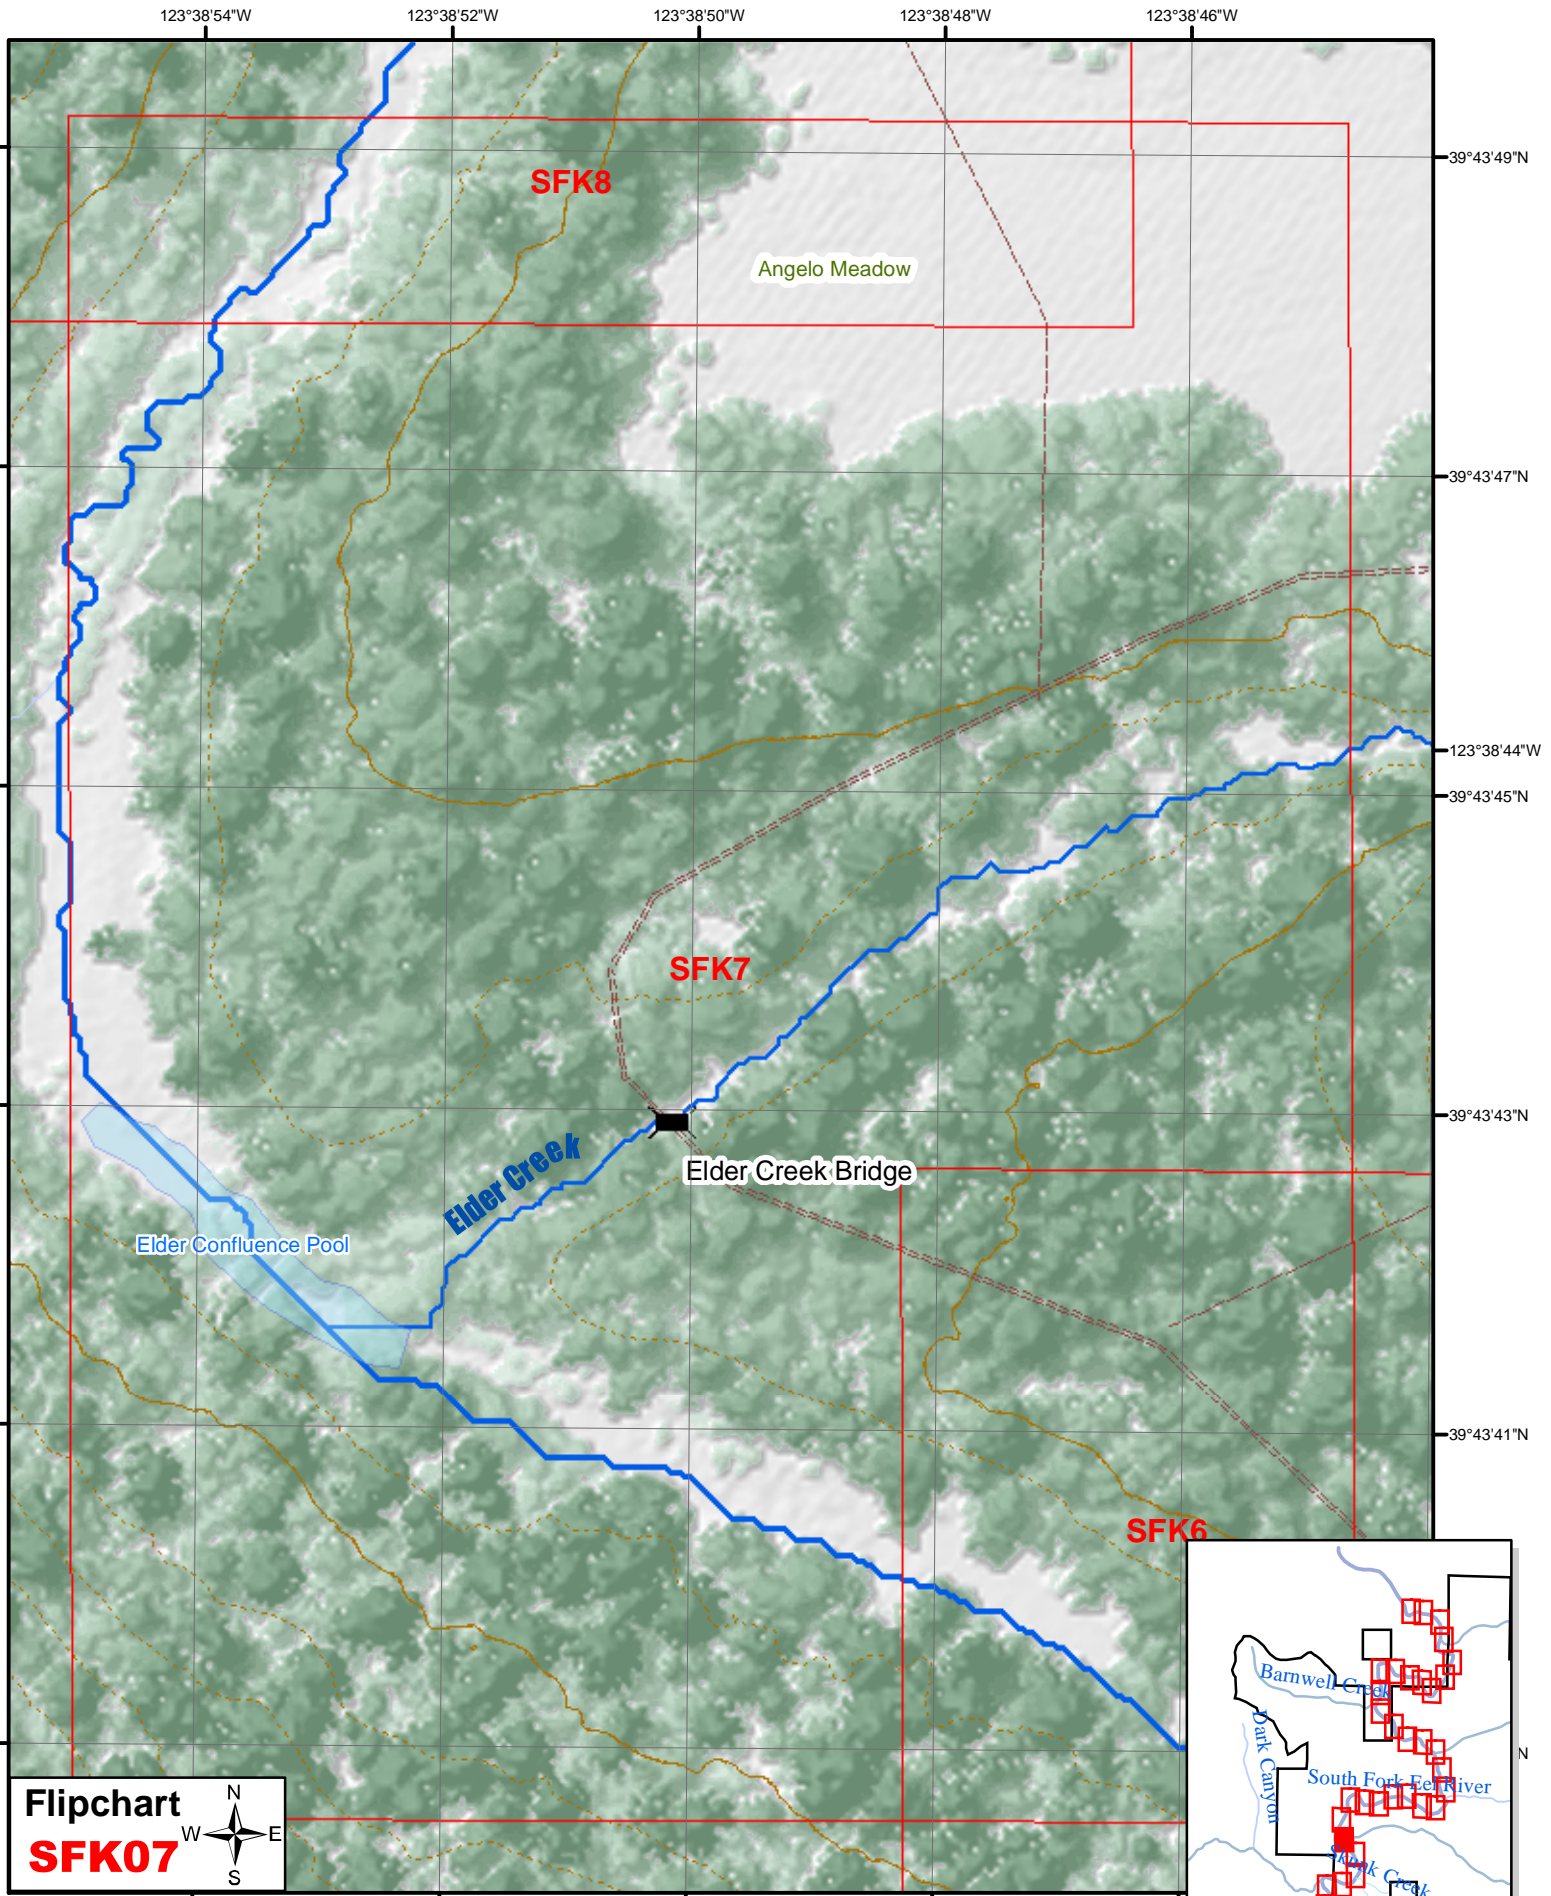 123°38'54"W 123°38'52"W 123°38'50"W 123°38'48"W 123°38'46"W
39°43'49"N
SFK8
Angelo Meadow
39°43'47"N
123°38'44"W
39°43'45"N
SFK7
39°43'43"N
Elder Creek
Elder Creek Bridge
Elder Confluence Pool
39°43'41"N
SFK6
Barnwell Creek
Dark Canyon
N
South Fork Eel River
Skunk Creek
Flipchart
SFK07
N
W E
S